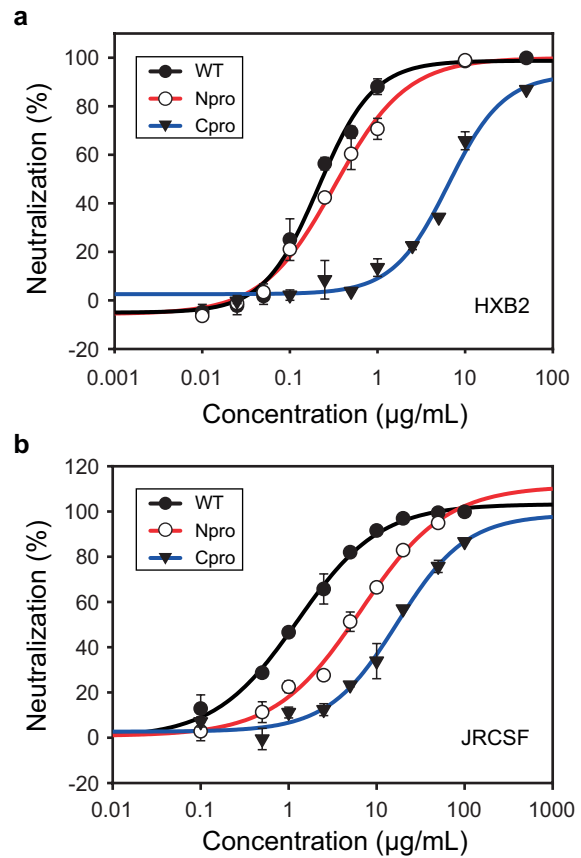 a
100
80
60
40
20
0
-20
Neutralization (%)
WT
Npro
Cpro
HXB2
0.001 0.01 0.1 1 10 100
Concentration (µg/mL)
b
120
100
80
60
40
20
0
-20
Neutralization (%)
WT
Npro
Cpro
JRCSF
0.01 0.1 1 10 100 1000
Concentration (µg/mL)